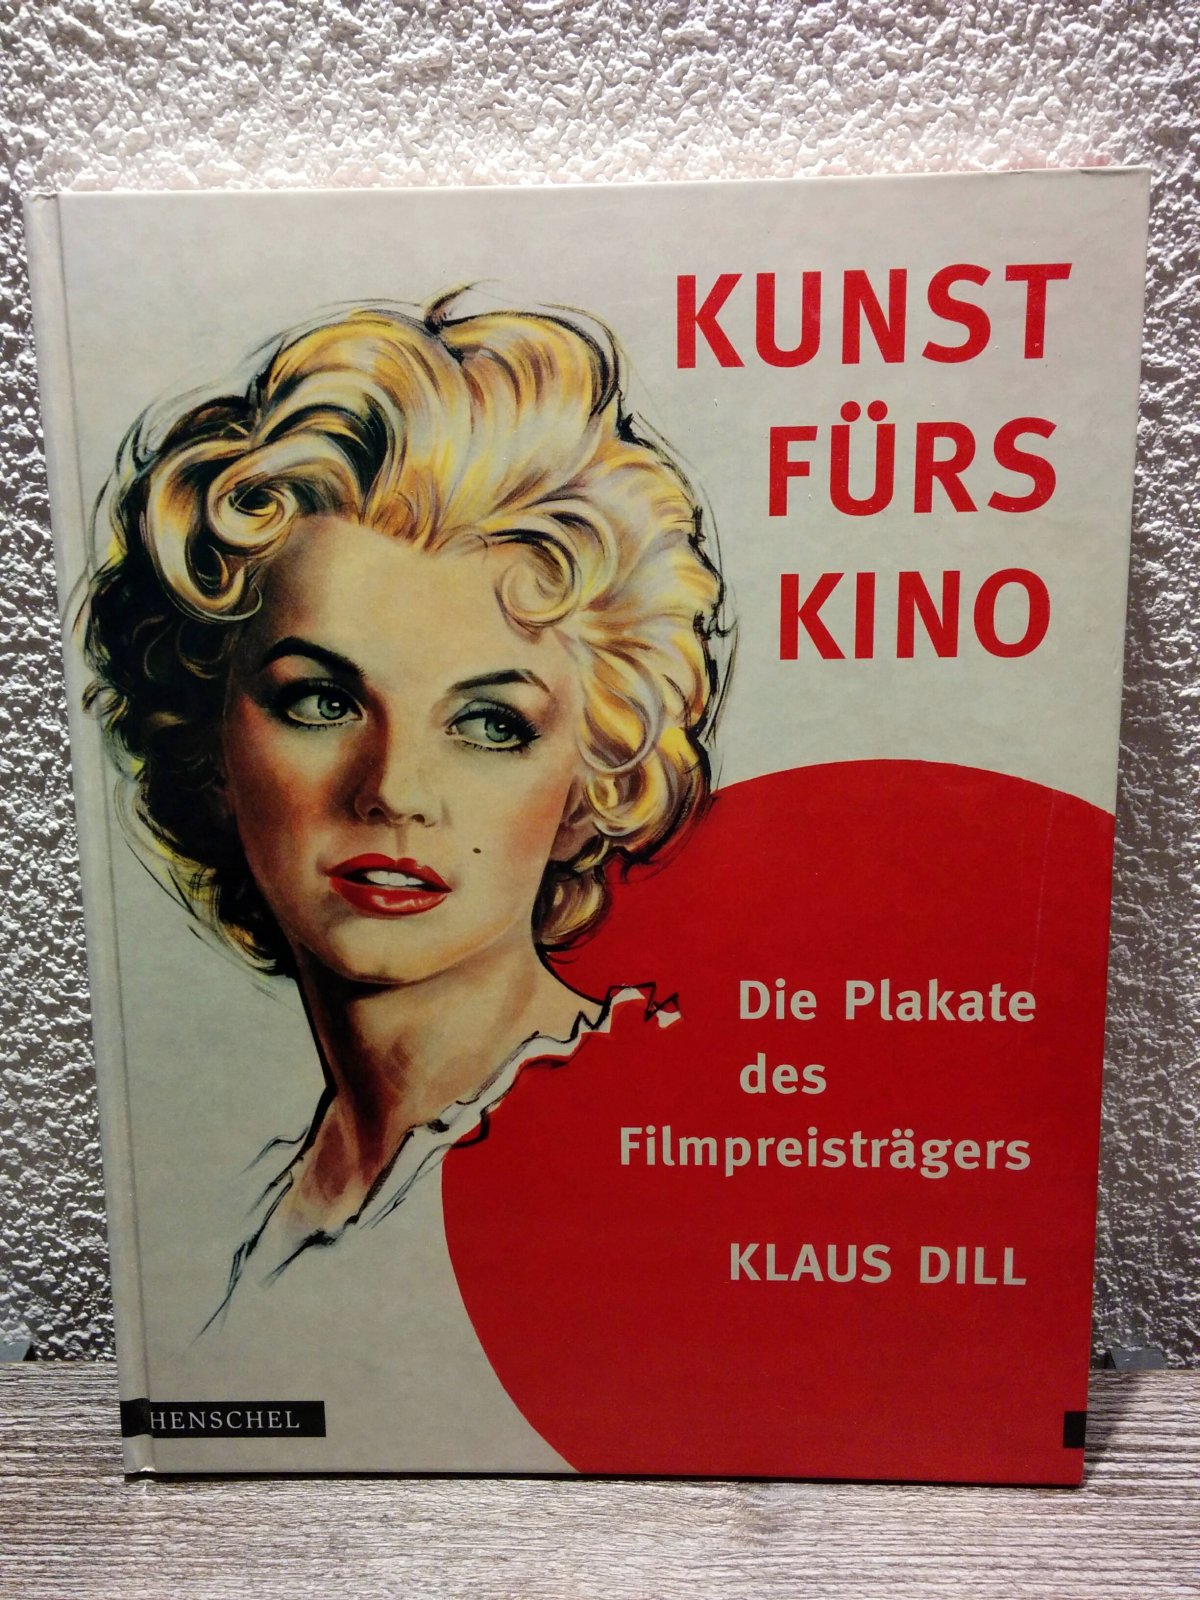 KUNST
FÜRS
KINO
Die Plakate
des
Filmpreisträgers
KLAUS DILL
HENSCHEL